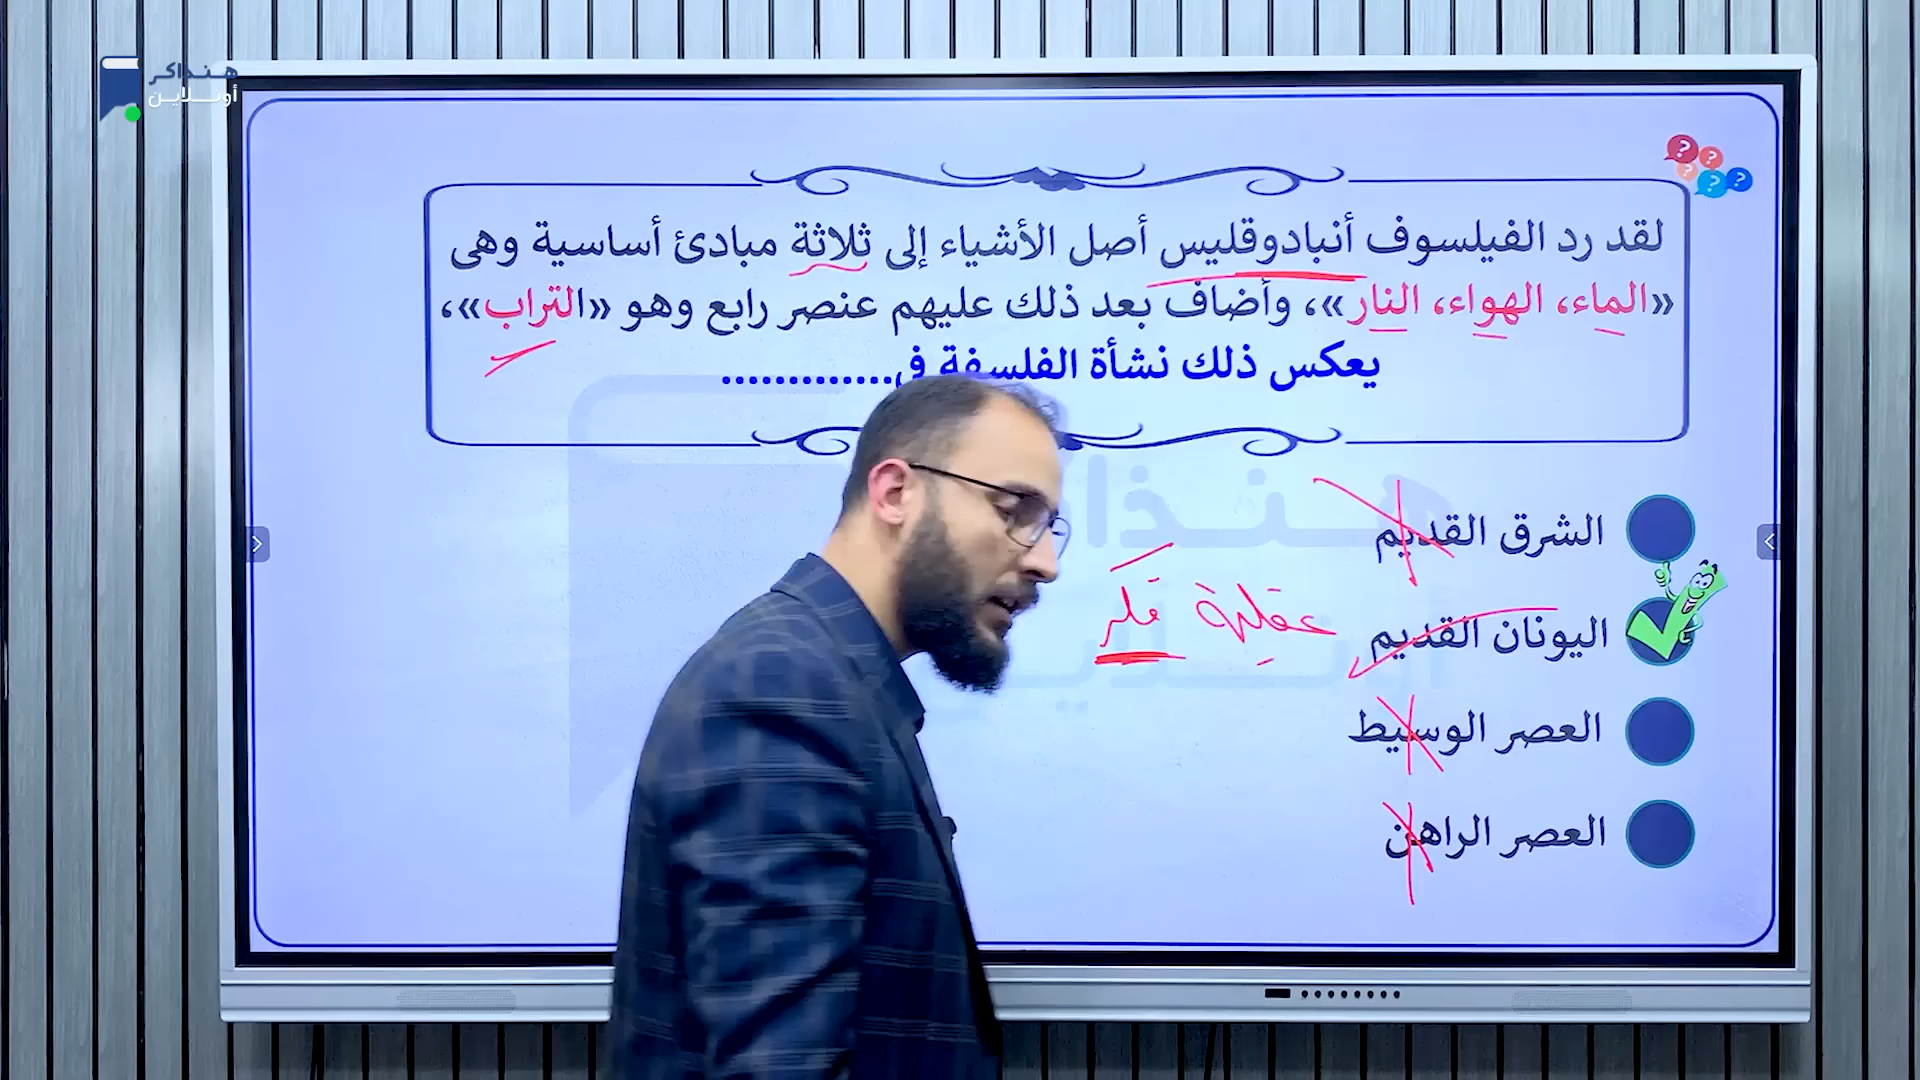 هنذاكر
أونلاين
لقد رد الفيلسوف أنبادوقليس أصل الأشياء إلى ثلاثة مبادئ أساسية وهى
«الماء، الهواء، النار»، وأضاف بعد ذلك عليهم عنصر رابع وهو «التراب»،
يعكس ذلك نشأة الفلسفة فى.............
الشرق القديم
اليونان القديم
عقلية فكر
العصر الوسيط
العصر الراهن